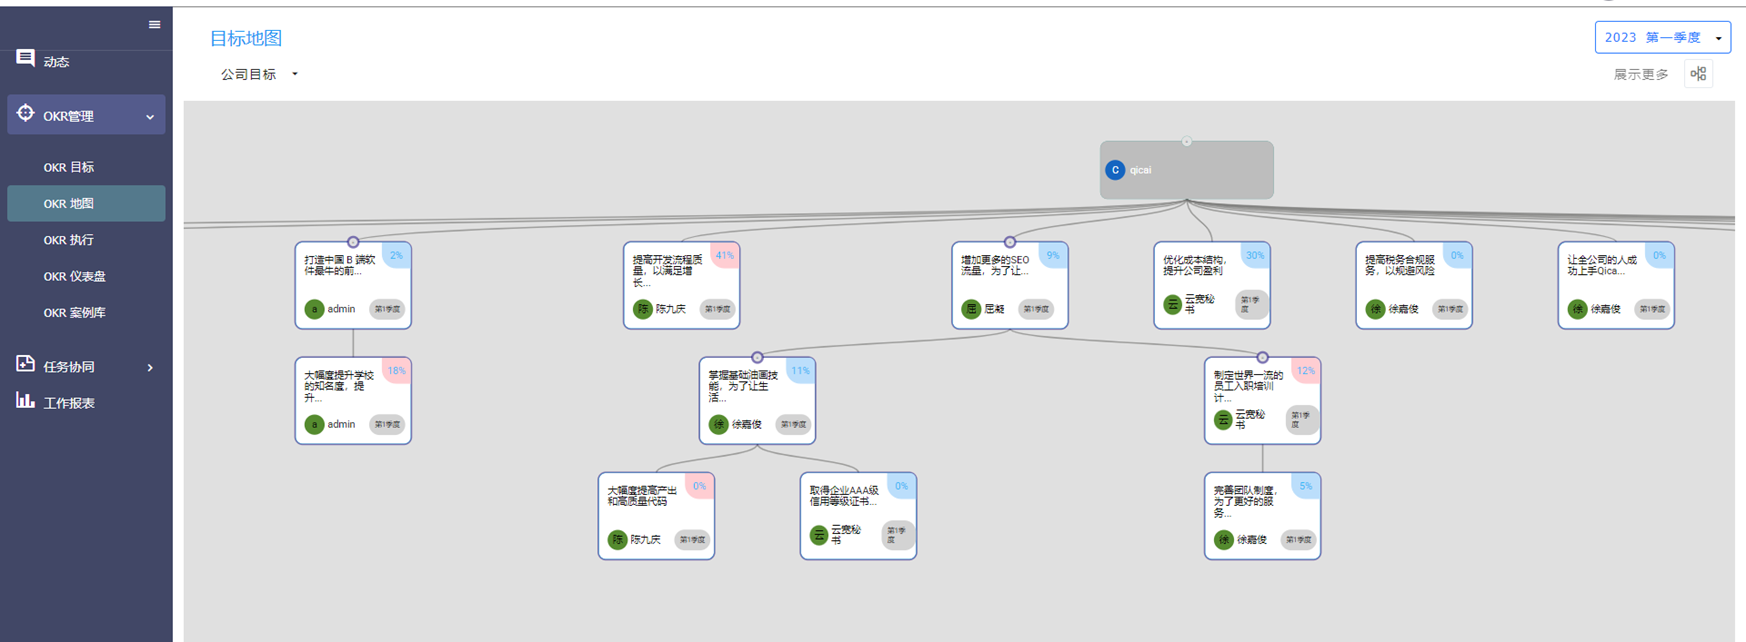 目标地图
2023 第一季度
公司目标
展示更多
动态
OKR管理
OKR 目标
OKR 地图
OKR 执行
OKR 仪表盘
OKR 案例库
任务协同
工作报表
C qicai
打造中国 B 端软
件最牛的前...
2%
a admin 第1季度
提高开发流程质
量，以满足增
长...
41%
陈 陈九庆 第1季度
增加更多的SEO
流量，为了让...
9%
屈 屈凝 第1季度
优化成本结构，
提升公司盈利
30%
云 云宽秘
书
第1季
度
提高税务合规服
务，以规避风险
0%
徐 徐嘉俊 第1季度
让全公司的人成
功上手Qica...
0%
徐 徐嘉俊 第1季度
大幅度提升学校
的知名度，提
升...
18%
a admin 第1季度
掌握基础油画技
能，为了让生
活...
11%
徐 徐嘉俊 第1季度
制定世界一流的
员工入职培训
计...
12%
云 云宽秘
书
第1季
度
大幅度提高产出
和高质量代码
0%
陈 陈九庆 第1季度
取得企业AAA级
信用等级证书...
0%
云 云宽秘
书
第1季
度
完善团队制度，
为了更好的服
务...
5%
徐 徐嘉俊 第1季度